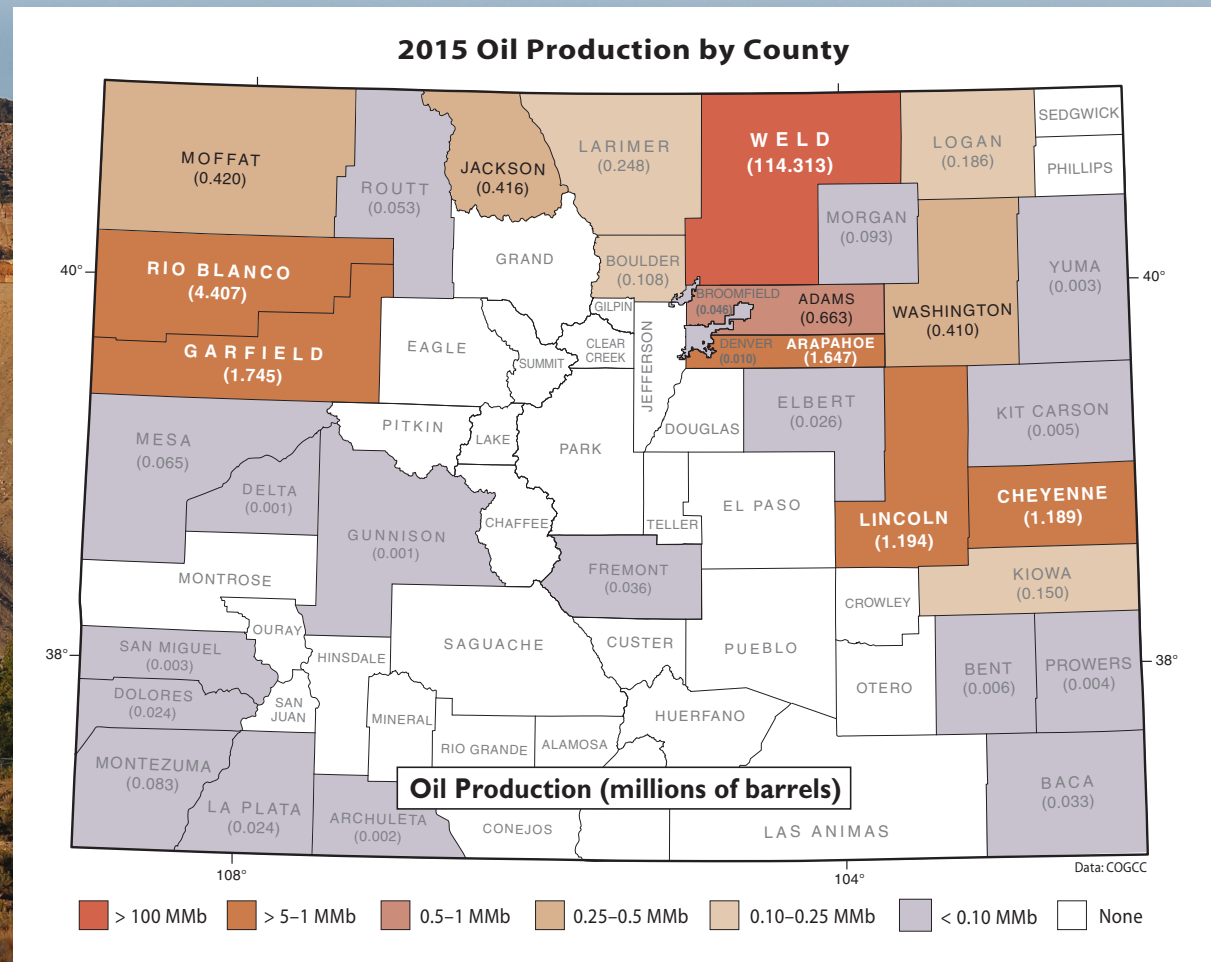 2015 Oil Production by County
SEDGWICK
WELD
(114.313)
LOGAN
(0.186)
LARIMER
(0.248)
MOFFAT
(0.420)
JACKSON
(0.416)
PHILLIPS
ROUTT
(0.053)
MORGAN
(0.093)
GRAND
BOULDER
(0.108)
YUMA
(0.003)
40°
RIO BLANCO
(4.407)
40°
BROOMFIELD
(0.046)
ADAMS
(0.663)
GILPIN
WASHINGTON
(0.410)
CLEAR
CREEK
DENVER
(0.010)
ARAPAHOE
(1.647)
EAGLE
GARFIELD
(1.745)
SUMMIT
JEFFERSON
ELBERT
(0.026)
KIT CARSON
(0.005)
PITKIN
LAKE
DOUGLAS
MESA
(0.065)
PARK
DELTA
(0.001)
CHEYENNE
(1.189)
EL PASO
LINCOLN
(1.194)
CHAFFEE
TELLER
GUNNISON
(0.001)
MONTROSE
FREMONT
(0.036)
KIOWA
(0.150)
CROWLEY
OURAY
SAGUACHE
CUSTER
PUEBLO
38°
SAN MIGUEL
(0.003)
HINSDALE
38°
BENT
(0.006)
PROWERS
(0.004)
DOLORES
(0.024)
SAN
JUAN
OTERO
MINERAL
HUERFANO
RIO GRANDE
ALAMOSA
MONTEZUMA
(0.083)
Oil Production (millions of barrels)
BACA
(0.033)
LA PLATA
(0.024)
ARCHULETA
(0.002)
CONEJOS
LAS ANIMAS
Data: COGCC
108°
104°
> 100 MMb
> 5–1 MMb
0.5–1 MMb
0.25–0.5 MMb
0.10–0.25 MMb
< 0.10 MMb
None